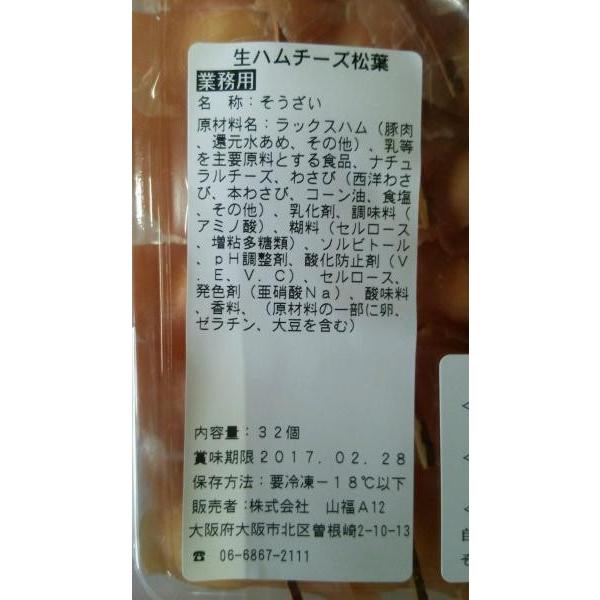 生ハムチーズ松葉
業務用
名　称：そうざい
原材料名：ラックスハム（豚肉
、還元水あめ、その他）、乳等
を主要原料とする食品、ナチュ
ラルチーズ、わさび（西洋わさ
び、本わさび、コーン油、食塩
、その他）、乳化剤、調味料（
アミノ酸）、糊料（セルロース
、増粘多糖類）、ソルビトール
、ｐＨ調整剤、酸化防止剤（Ｖ
．Ｅ、Ｖ．Ｃ）、セルロース、
発色剤（亜硝酸Ｎａ）、酸味料
、香料、（原材料の一部に卵、
ゼラチン、大豆を含む）
内容量：３２個
賞味期限２０１７．０２．２８
保存方法：要冷凍－１８℃以下
販売者：株式会社　山福Ａ12
大阪府大阪市北区曽根崎2-10-13
☎ 06-6867-2111